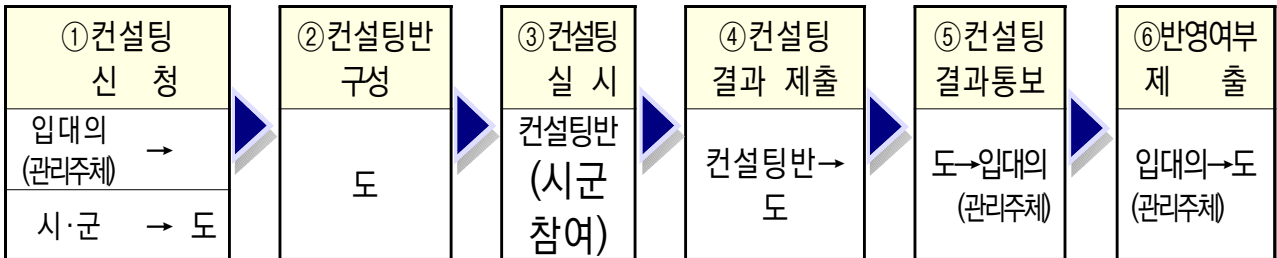 ①컨설팅
신 청
입대의
(관리주체) →
시·군 → 도
②컨설팅반
구성
도
③컨설팅
실 시
컨설팅반
(시군
참여)
④컨설팅
결과 제출
컨설팅반→
도
⑤컨설팅
결과통보
도→입대의
(관리주체)
⑥반영여부
제 출
입대의→도
(관리주체)